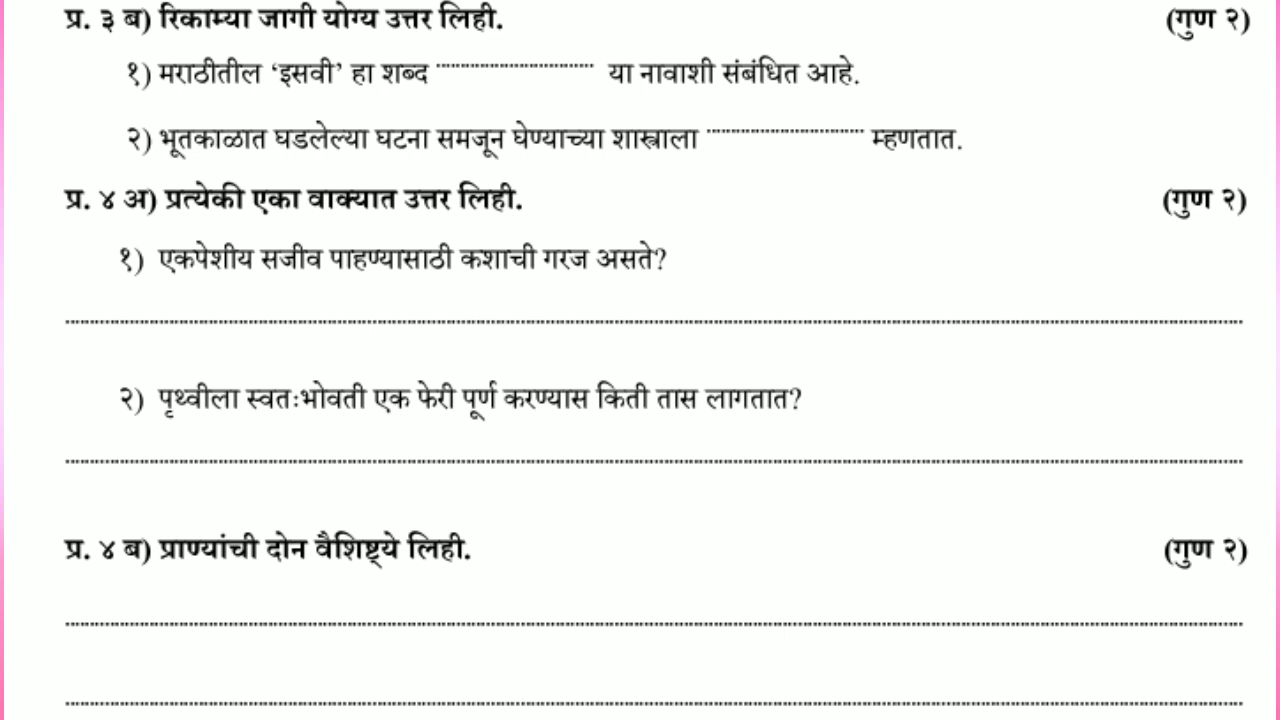 प्र. ३ ब) रिकाम्या जागी योग्य उत्तर लिही. (गुण २)
१) मराठीतील ‘इसवी’ हा शब्द ........................................ या नावाशी संबंधित आहे.
२) भूतकाळात घडलेल्या घटना समजून घेण्याच्या शास्त्राला ........................................ म्हणतात.
प्र. ४ अ) प्रत्येकी एका वाक्यात उत्तर लिही. (गुण २)
१) एकपेशीय सजीव पाहण्यासाठी कशाची गरज असते?
२) पृथ्वीला स्वतःभोवती एक फेरी पूर्ण करण्यास किती तास लागतात?
प्र. ४ ब) प्राण्यांची दोन वैशिष्ट्ये लिही. (गुण २)